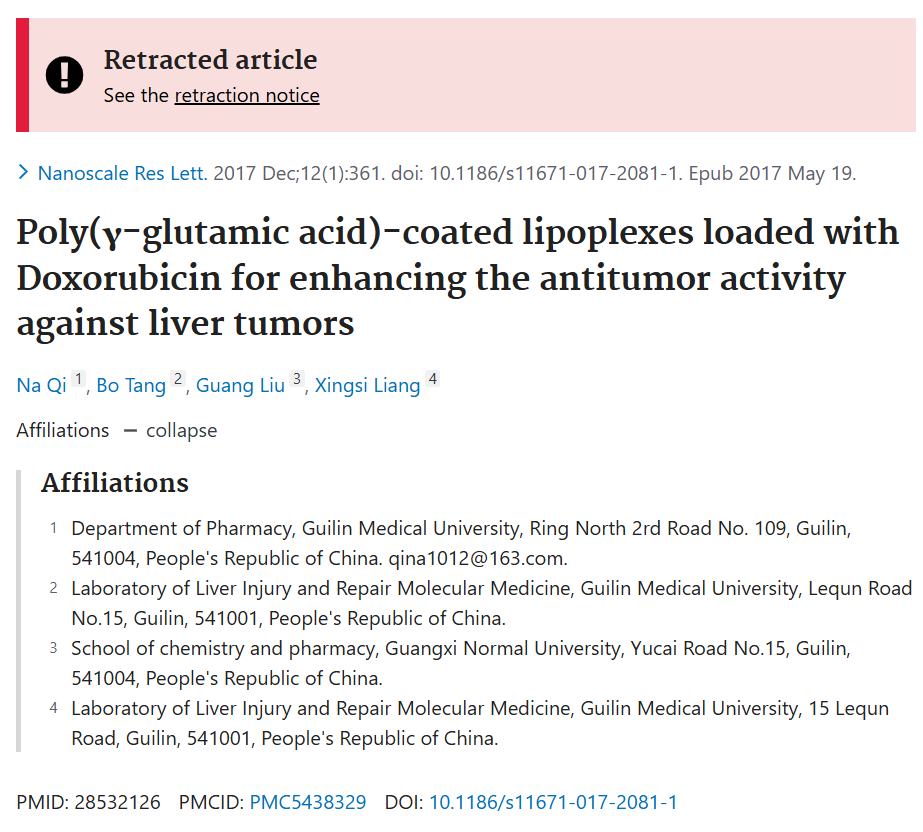 Retracted article
See the retraction notice
Nanoscale Res Lett. 2017 Dec;12(1):361. doi: 10.1186/s11671-017-2081-1. Epub 2017 May 19.
Poly(γ-glutamic acid)-coated lipoplexes loaded with
Doxorubicin for enhancing the antitumor activity
against liver tumors
Na Qi 1, Bo Tang 2, Guang Liu 3, Xingsi Liang 4
Affiliations — collapse
Affiliations
1 Department of Pharmacy, Guilin Medical University, Ring North 2rd Road No. 109, Guilin,
541004, People's Republic of China. qina1012@163.com.
2 Laboratory of Liver Injury and Repair Molecular Medicine, Guilin Medical University, Lequn Road
No.15, Guilin, 541001, People's Republic of China.
3 School of chemistry and pharmacy, Guangxi Normal University, Yucai Road No.15, Guilin,
541004, People's Republic of China.
4 Laboratory of Liver Injury and Repair Molecular Medicine, Guilin Medical University, 15 Lequn
Road, Guilin, 541001, People's Republic of China.
PMID: 28532126 PMCID: PMC5438329 DOI: 10.1186/s11671-017-2081-1